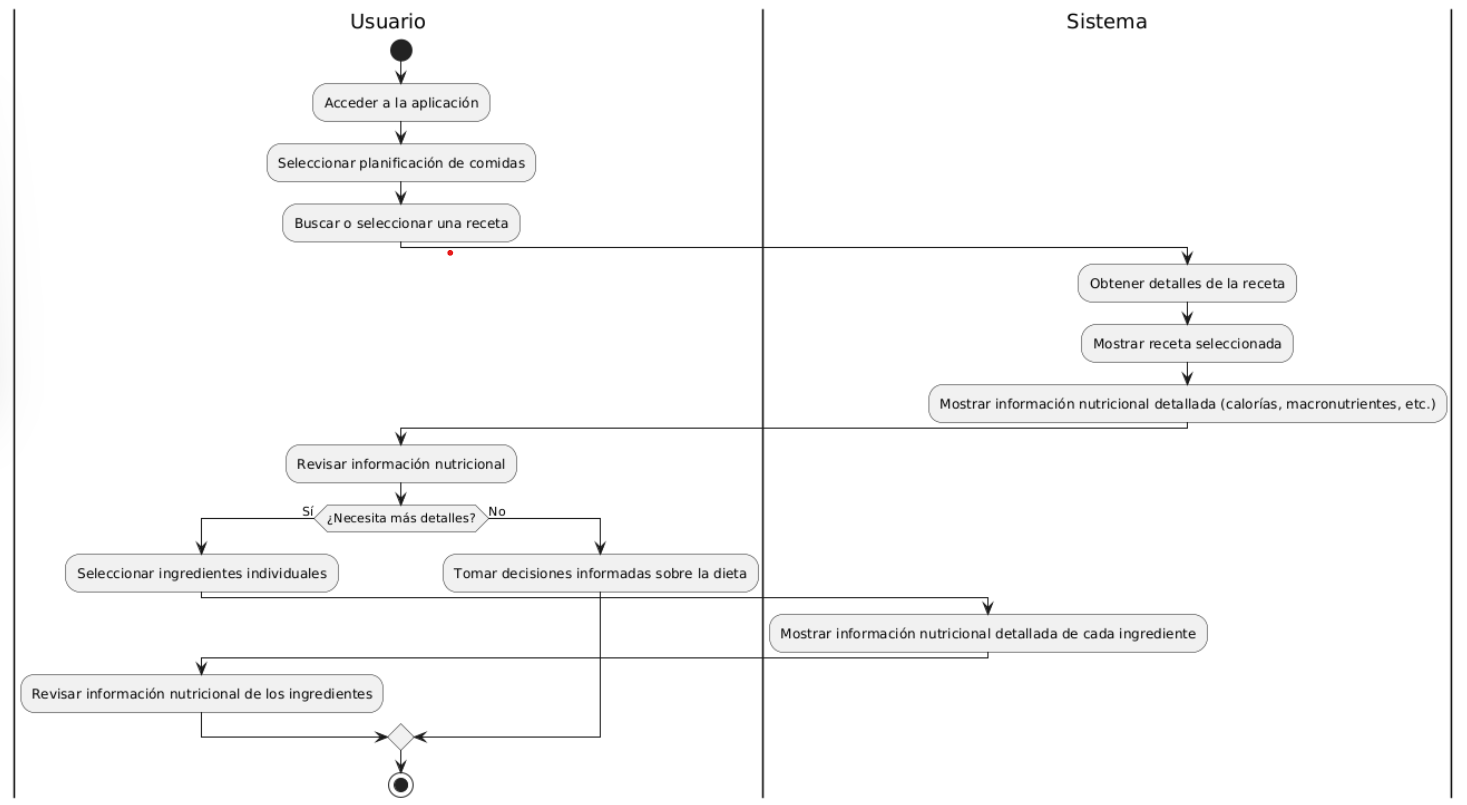 Usuario
Sistema
Acceder a la aplicación
Seleccionar planificación de comidas
Buscar o seleccionar una receta
Obtener detalles de la receta
Mostrar receta seleccionada
Mostrar información nutricional detallada (calorías, macronutrientes, etc.)
Revisar información nutricional
Sí
¿Necesita más detalles?
No
Seleccionar ingredientes individuales
Tomar decisiones informadas sobre la dieta
Mostrar información nutricional detallada de cada ingrediente
Revisar información nutricional de los ingredientes